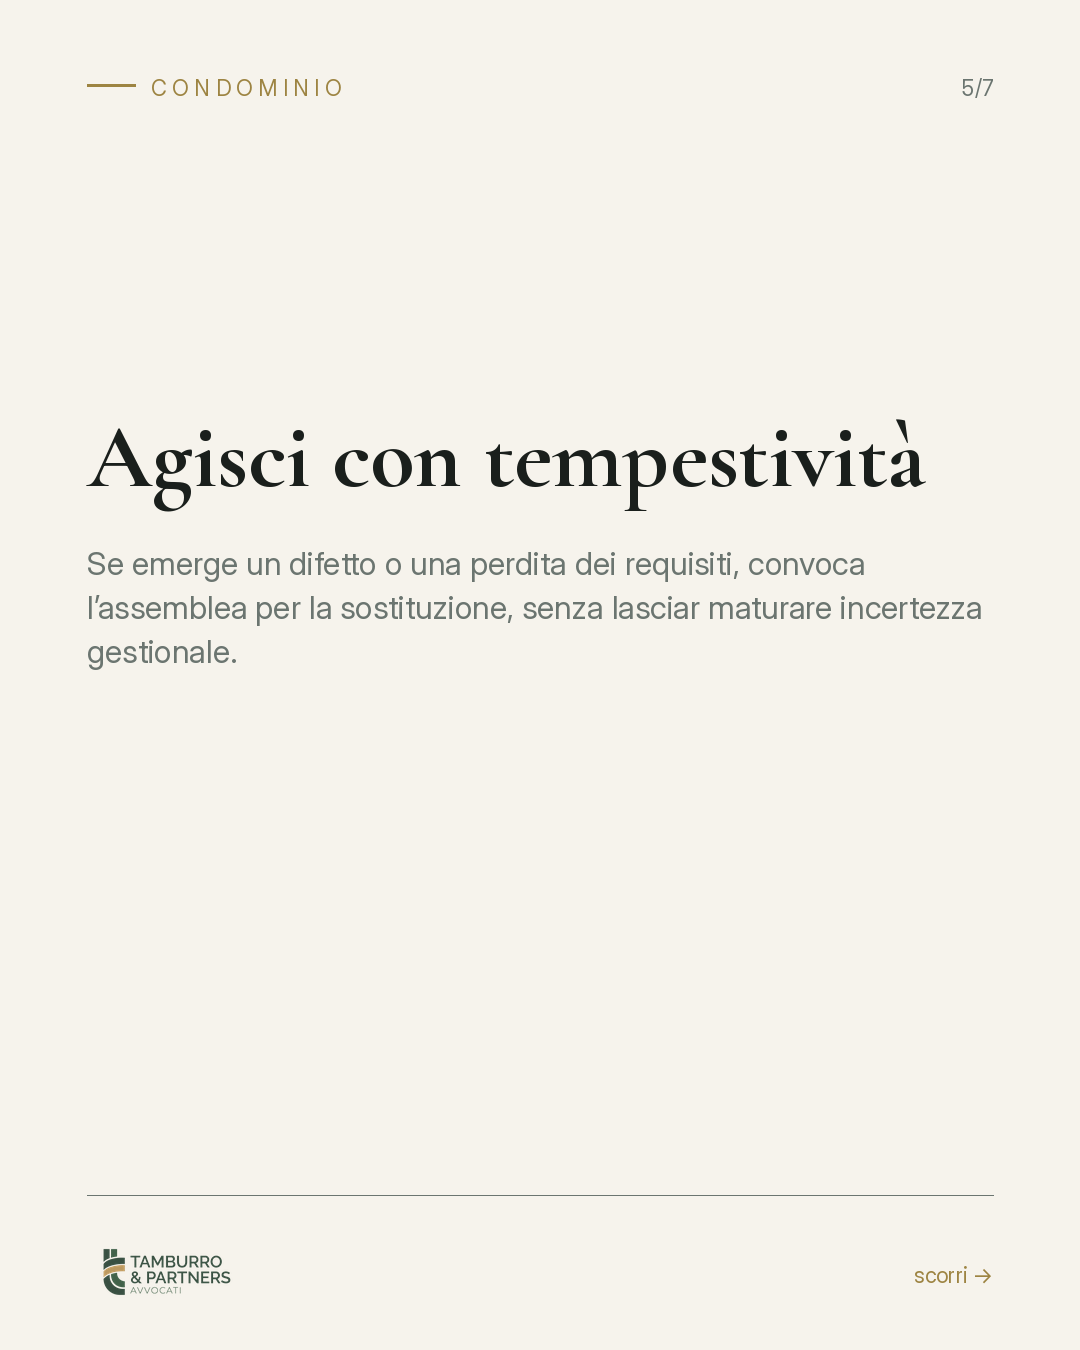 CONDOMINIO
5/7
Agisci con tempestività
Se emerge un difetto o una perdita dei requisiti, convoca
l’assemblea per la sostituzione, senza lasciar maturare incertezza
gestionale.
TAMBURRO
& PARTNERS
AVVOCATI
scorri →